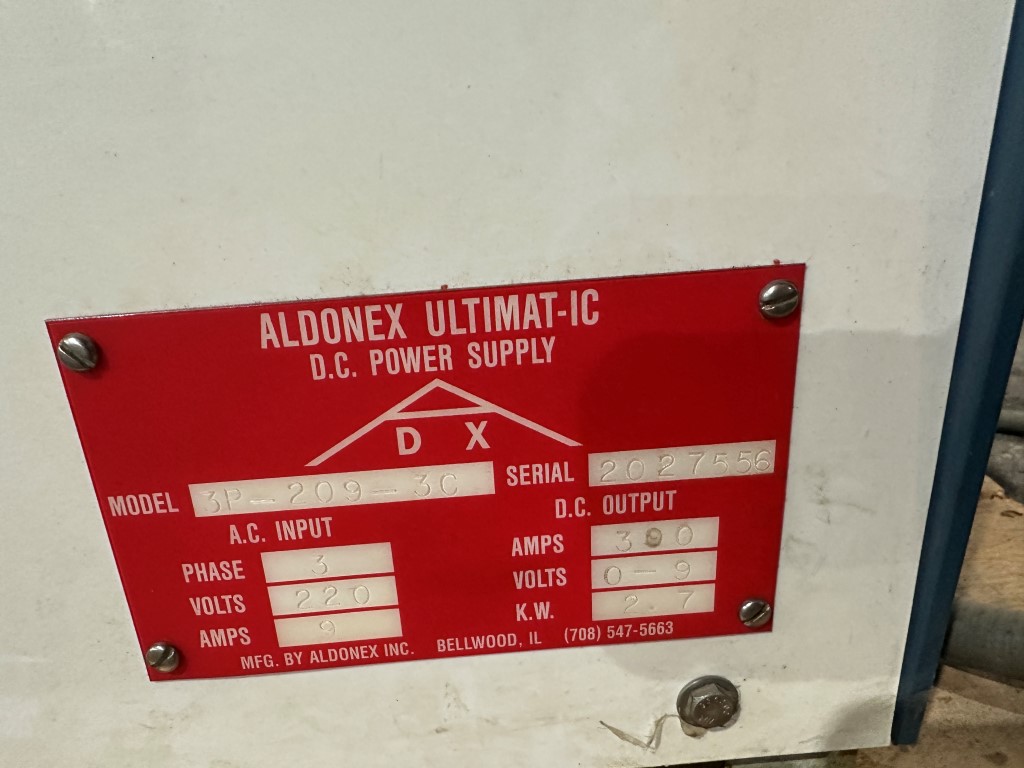 ALDONEX ULTIMAT-IC
D.C. POWER SUPPLY
D X
MODEL 3P-209-3C SERIAL 2027556
A.C. INPUT D.C. OUTPUT
PHASE 3 AMPS 300
VOLTS 220 VOLTS 0-9
AMPS 9 K.W. 2.7
MFG. BY ALDONEX INC. BELLWOOD, IL (708) 547-5663